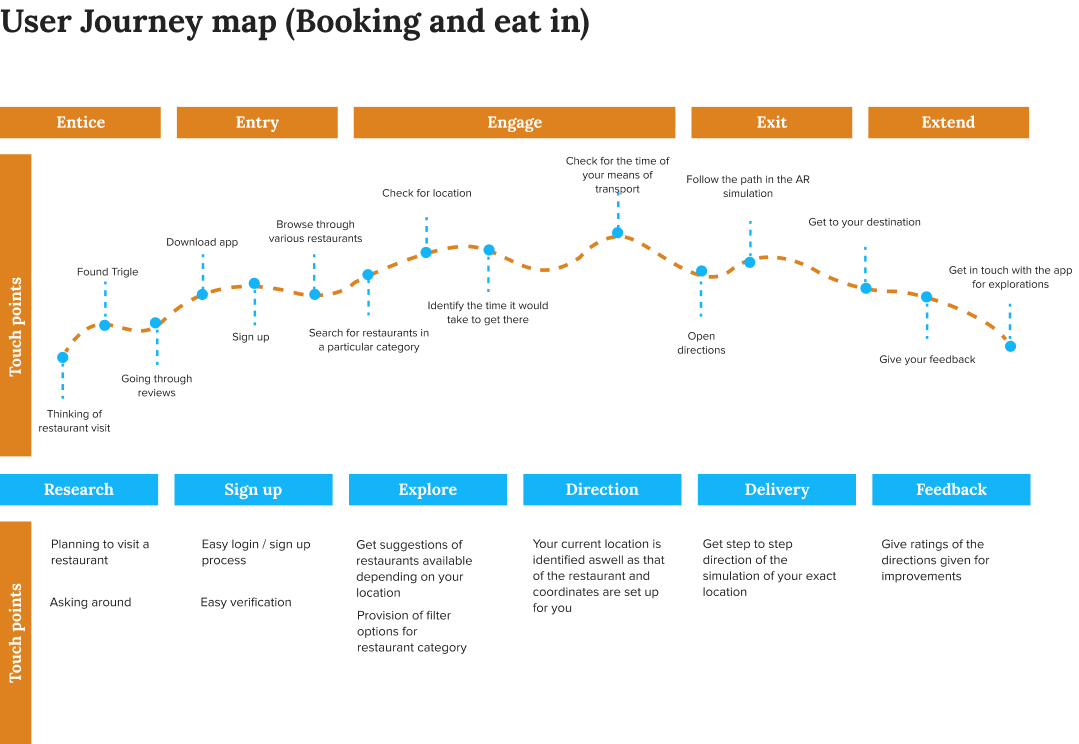 User Journey map (Booking and eat in)
Entice
Entry
Engage
Exit
Extend
Touch points
Thinking of
restaurant visit
Found Trigle
Going through
reviews
Download app
Sign up
Browse through
various restaurants
Search for restaurants in
a particular category
Check for location
Identify the time it would
take to get there
Check for the time of
your means of
transport
Open
directions
Follow the path in the AR
simulation
Get to your destination
Give your feedback
Get in touch with the app
for explorations
Research
Sign up
Explore
Direction
Delivery
Feedback
Touch points
Planning to visit a
restaurant
Asking around
Easy login / sign up
process
Easy verification
Get suggestions of
restaurants available
depending on your
location
Provision of filter
options for
restaurant category
Your current location is
identified aswell as that
of the restaurant and
coordinates are set up
for you
Get step to step
direction of the
simulation of your exact
location
Give ratings of the
directions given for
improvements